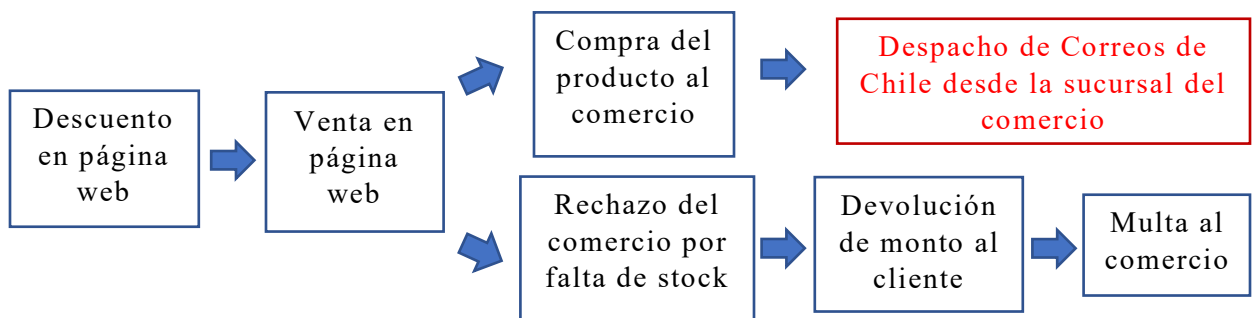 Descuento
en página
web
Venta en
página
web
Compra del
producto al
comercio
Despacho de Correos de
Chile desde la sucursal del
comercio
Rechazo del
comercio por
falta de stock
Devolución
de monto al
cliente
Multa al
comercio